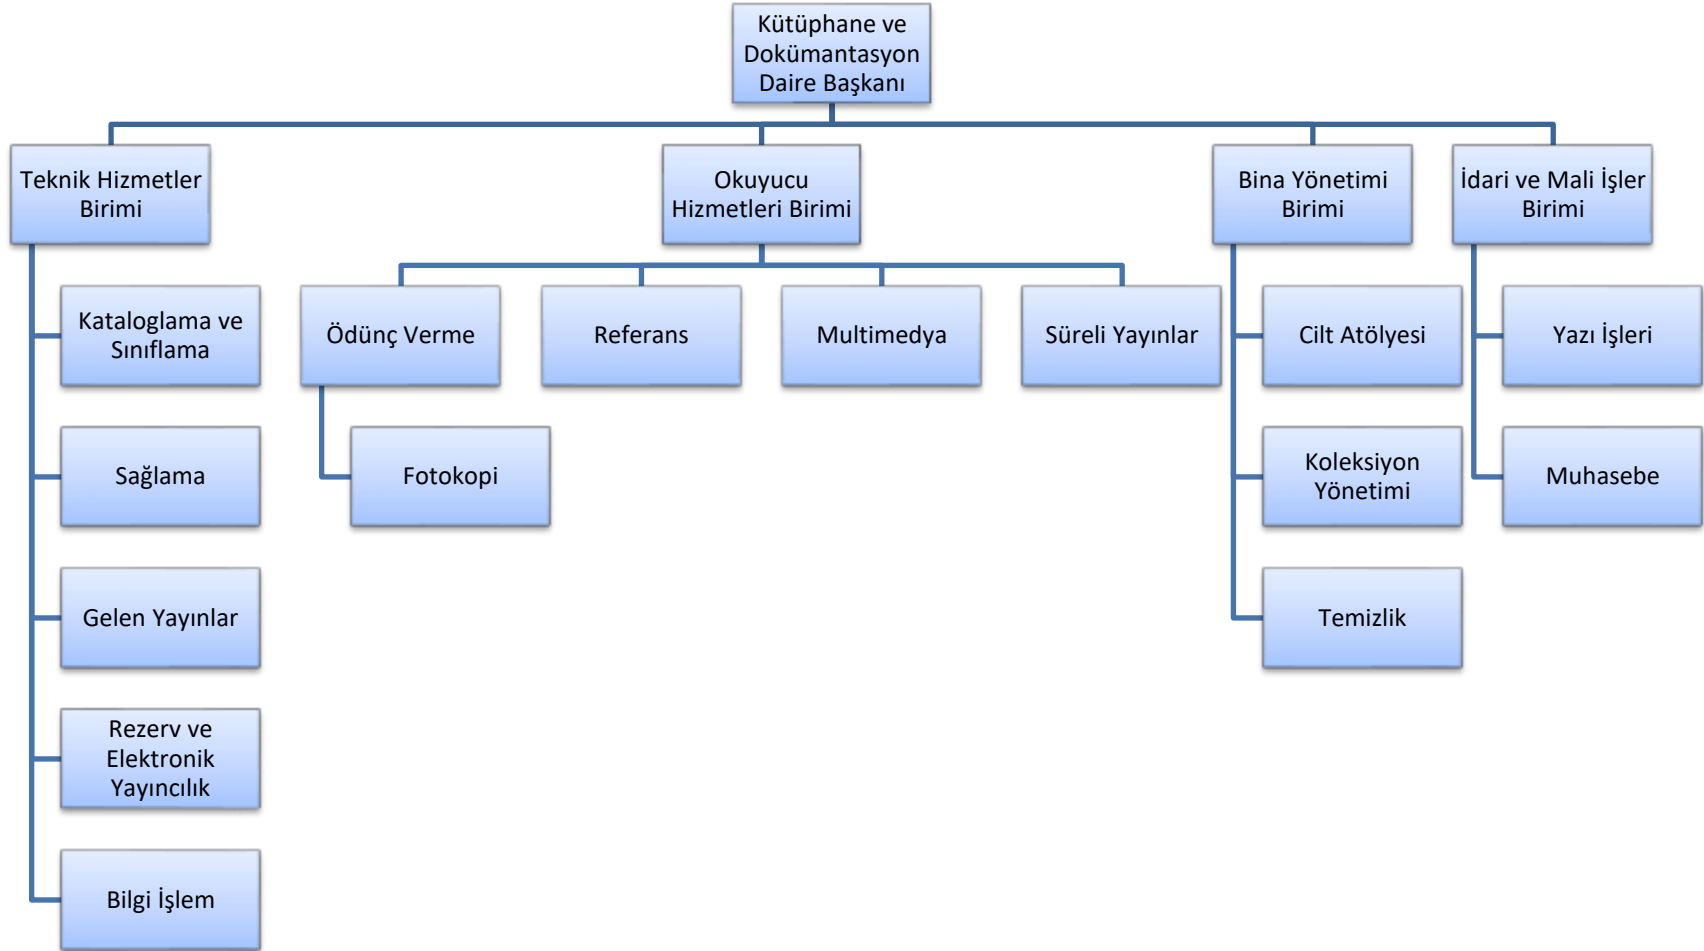 Kütüphane ve
Dokümantasyon
Daire Başkanı
Teknik Hizmetler
Birimi
Okuyucu
Hizmetleri Birimi
Bina Yönetimi
Birimi
İdari ve Mali İşler
Birimi
Kataloglama ve
Sınıflama
Ödünç Verme
Referans
Multimedya
Süreli Yayınlar
Cilt Atölyesi
Yazı İşleri
Sağlama
Fotokopi
Koleksiyon
Yönetimi
Muhasebe
Gelen Yayınlar
Temizlik
Rezerv ve
Elektronik
Yayıncılık
Bilgi İşlem